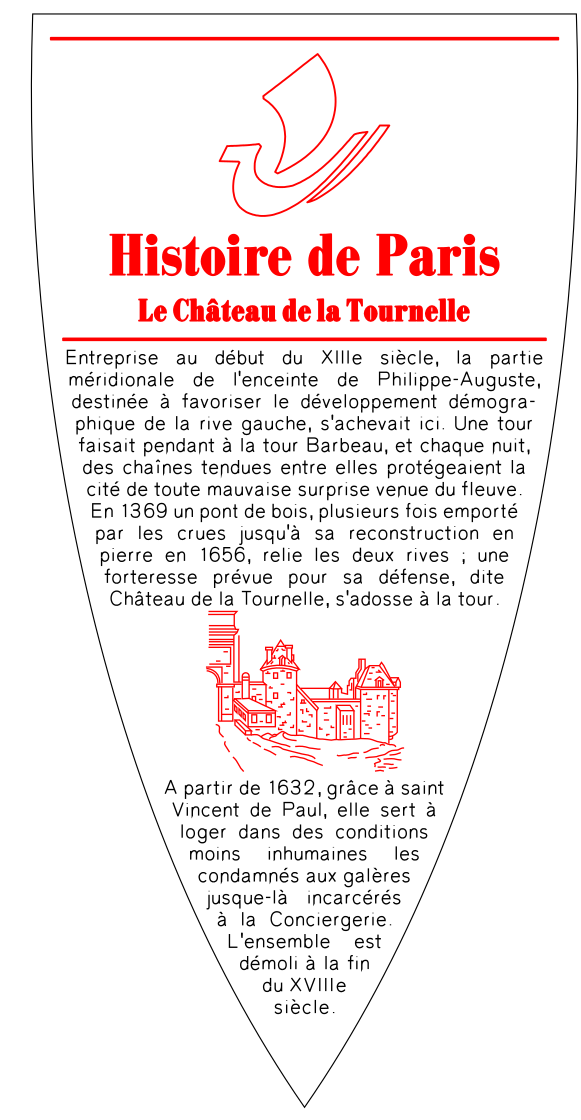 Histoire de Paris
Le Château de la Tournelle
Entreprise au début du XIIIe siècle, la partie
méridionale de l'enceinte de Philippe-Auguste,
destinée à favoriser le développement démogra-
phique de la rive gauche, s'achevait ici. Une tour
faisait pendant à la tour Barbeau, et chaque nuit,
des chaînes tendues entre elles protégeaient la
cité de toute mauvaise surprise venue du fleuve.
En 1369 un pont de bois, plusieurs fois emporté
par les crues jusqu'à sa reconstruction en
pierre en 1656, relie les deux rives ; une
forteresse prévue pour sa défense, dite
Château de la Tournelle, s'adosse à la tour.
A partir de 1632, grâce à saint
Vincent de Paul, elle sert à
loger dans des conditions
moins inhumaines les
condamnés aux galères
jusque-là incarcérés
à la Conciergerie.
L'ensemble est
démoli à la fin
du XVIIIe
siècle.